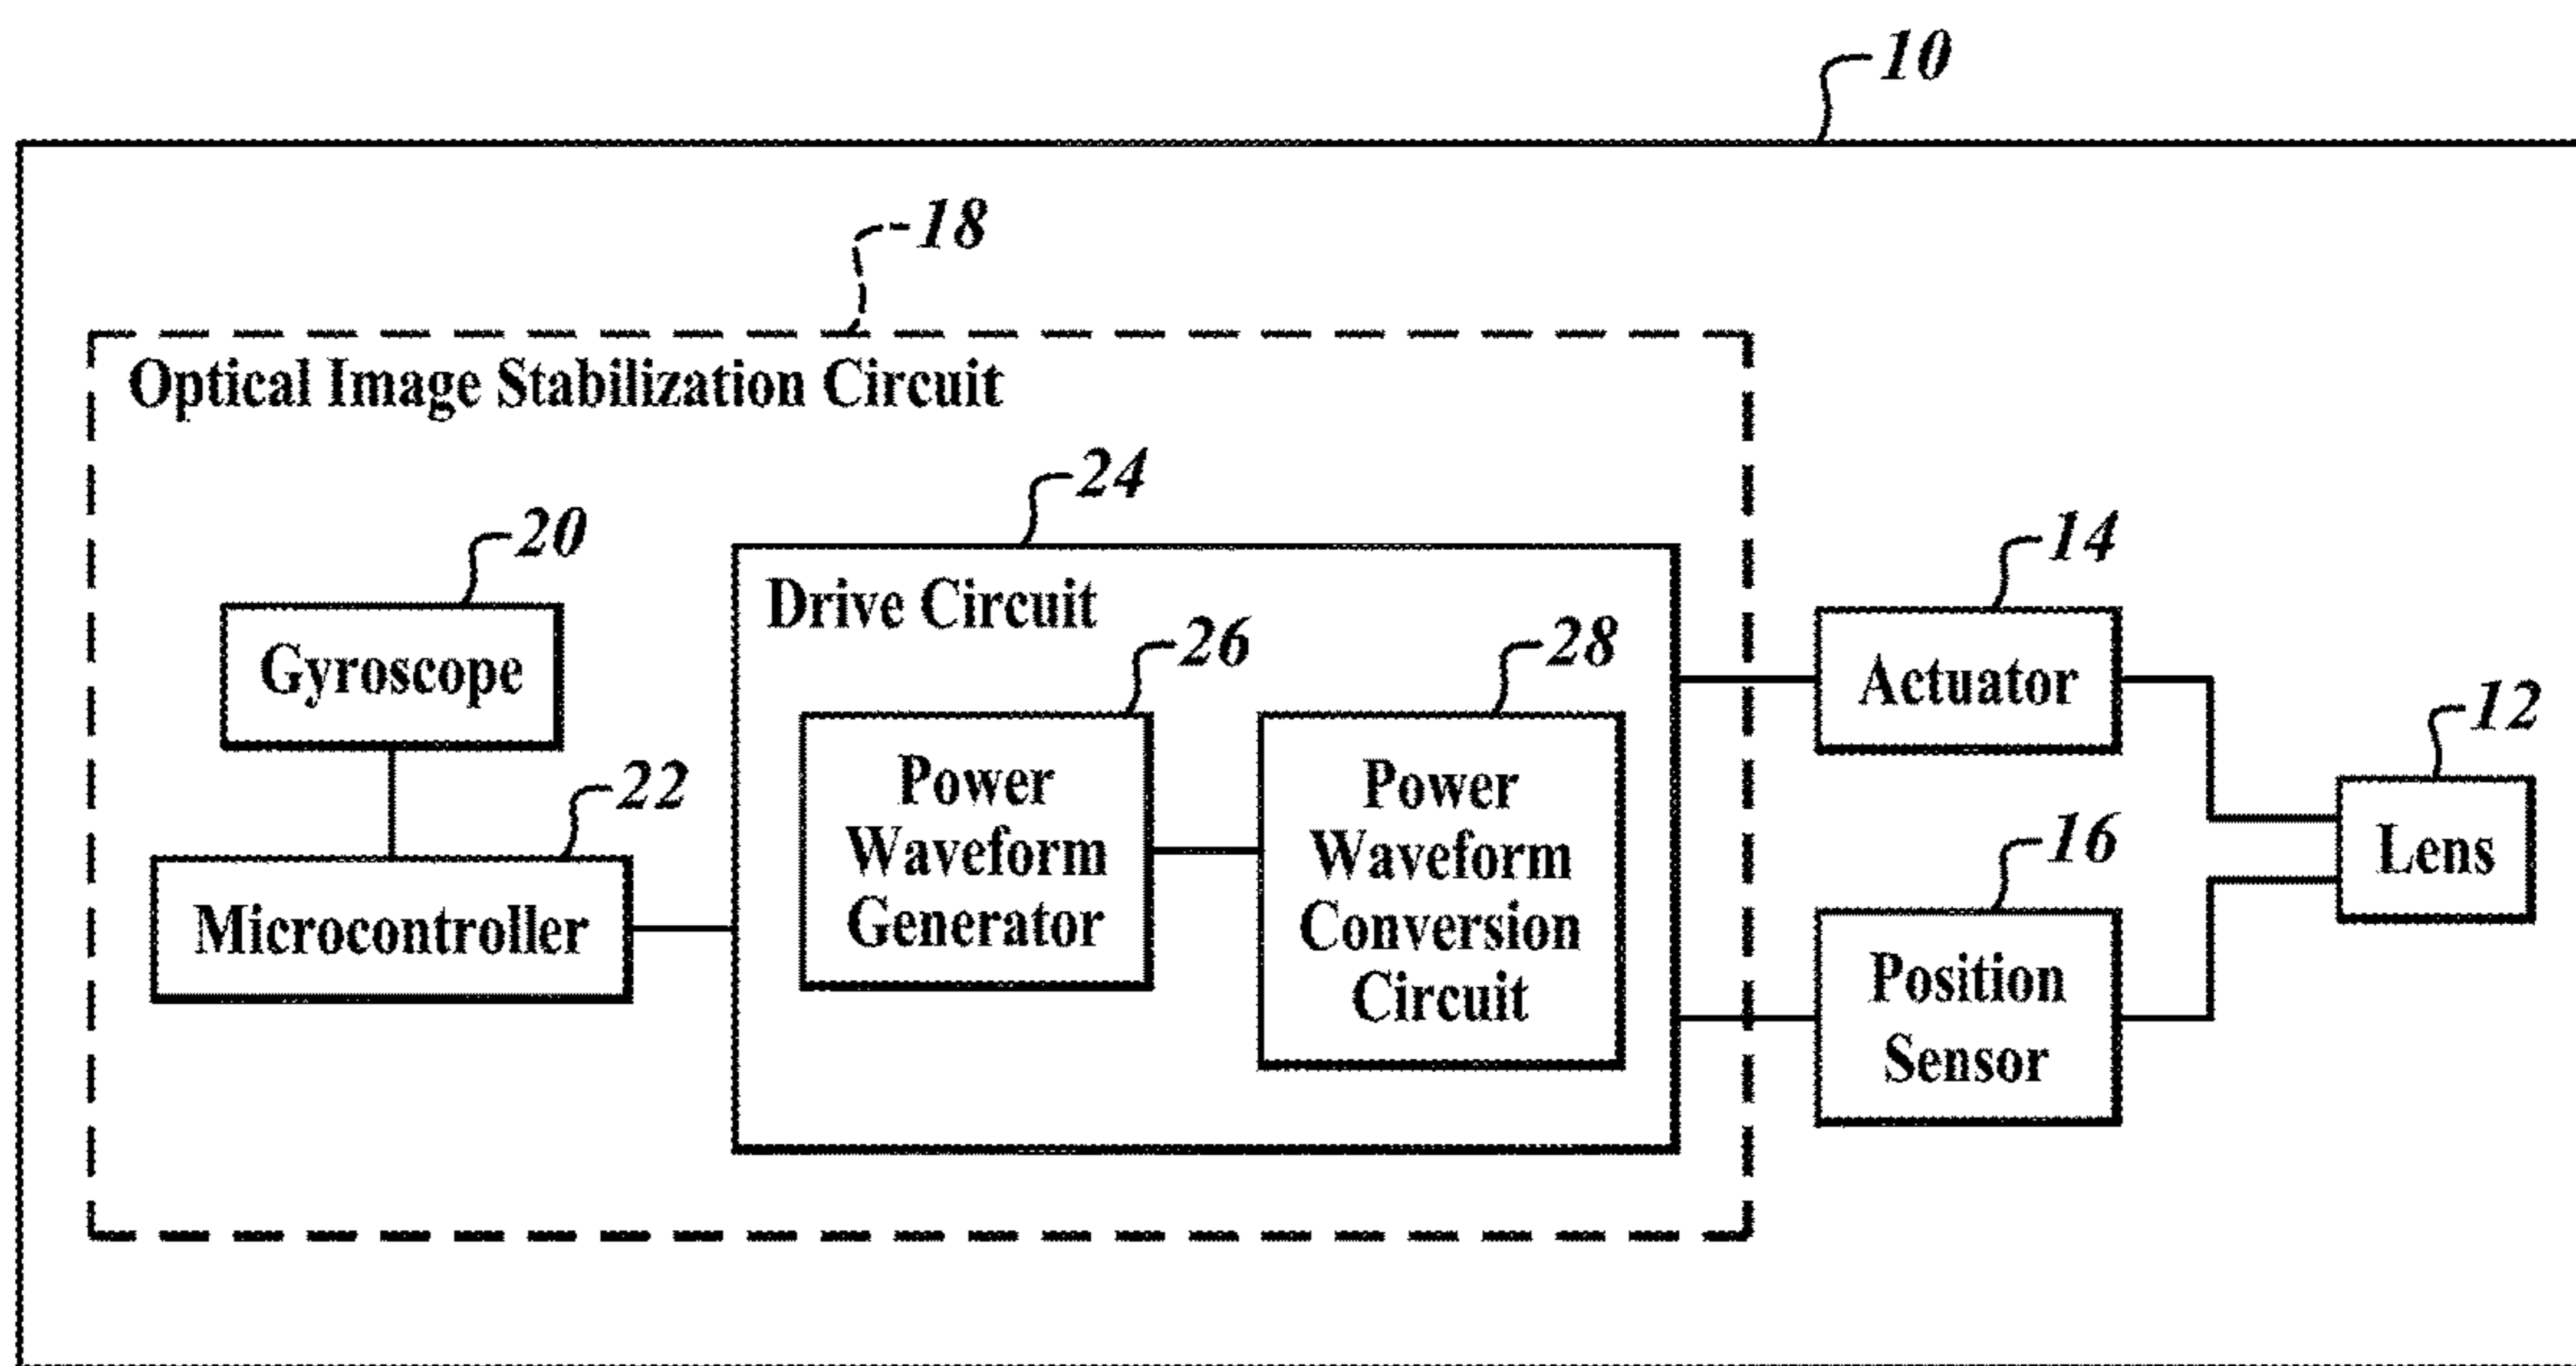 10
18
Optical Image Stabilization Circuit
24
20
14
Drive Circuit
26
28
Gyroscope
Actuator
12
22
Power
Waveform
Generator
Power
Waveform
Conversion
Circuit
16
Lens
Microcontroller
Position
Sensor